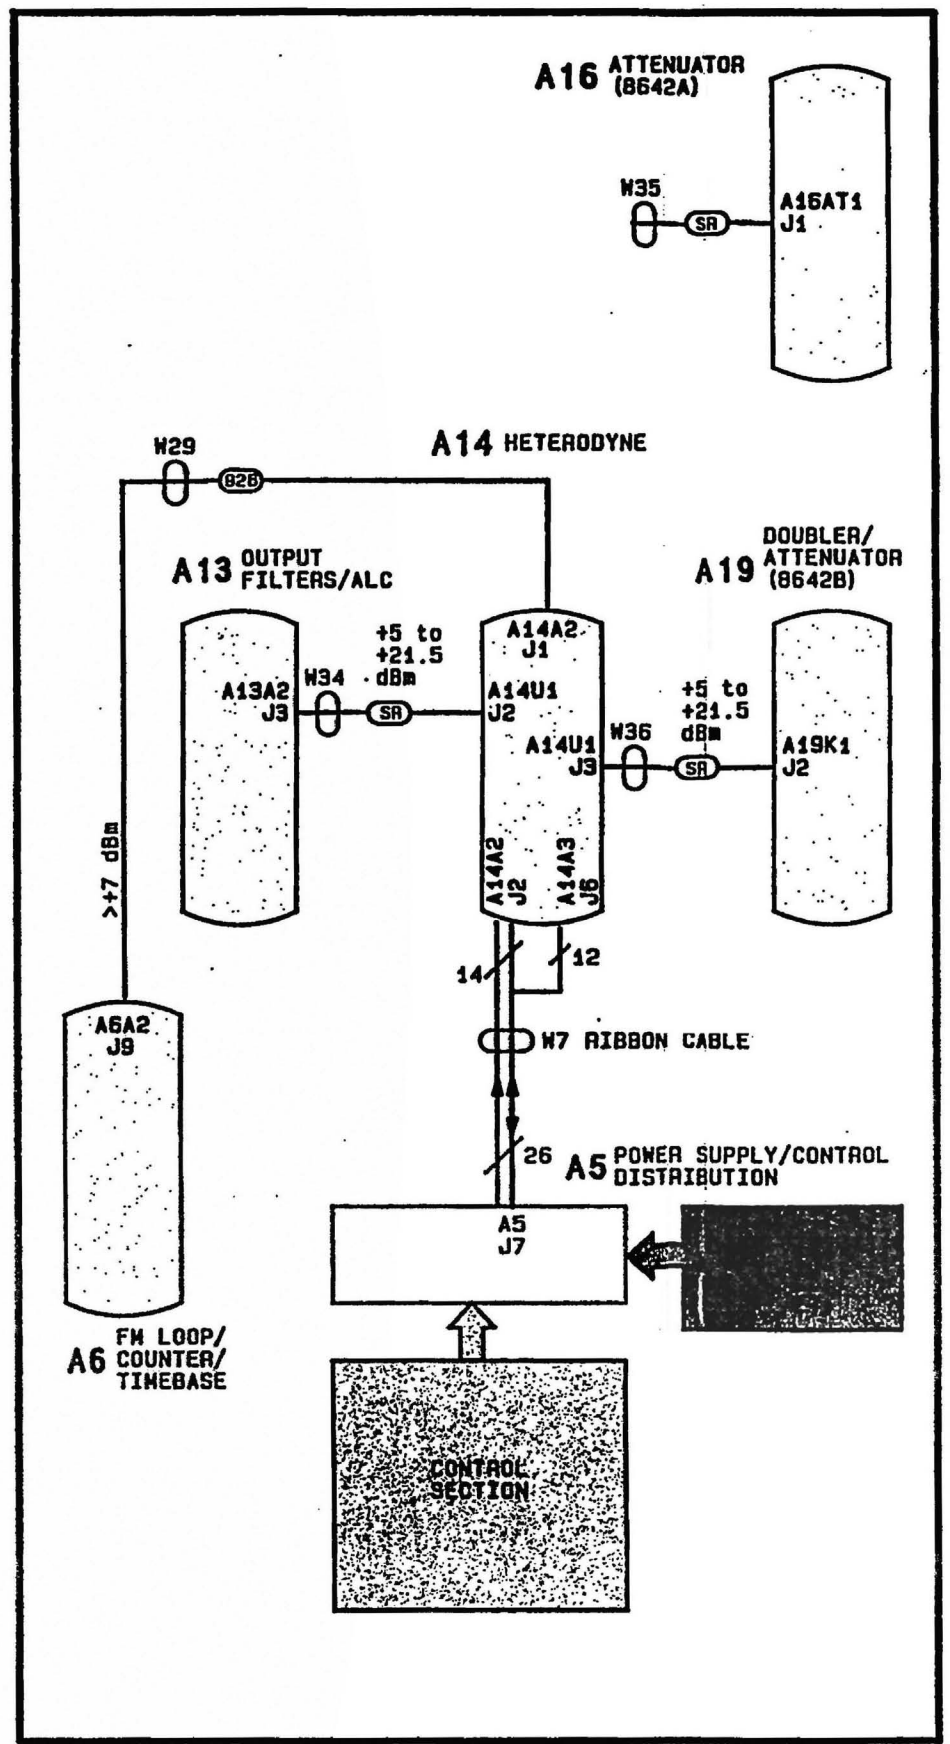 A16 ATTENUATOR
(8642A)
W35
SR
A16AT1
J1
W29
82B
A14 HETERODYNE
A13 OUTPUT
FILTERS/ALC
A19 DOUBLER/
ATTENUATOR
(8642B)
A13A2
J3
W34
+5 to
+21.5
dBm
SR
A14A2
J1
A14U1
J2
A14U1
J3
W36
+5 to
+21.5
dBm
SR
A19K1
J2
>+7 dBm
A14A2
J2
A14A3
J6
14
12
W7 RIBBON CABLE
A6A2
J9
26
A5 POWER SUPPLY/CONTROL
DISTRIBUTION
A5
J7
A6 FM LOOP/
COUNTER/
TIMEBASE
CONTROL
SECTION